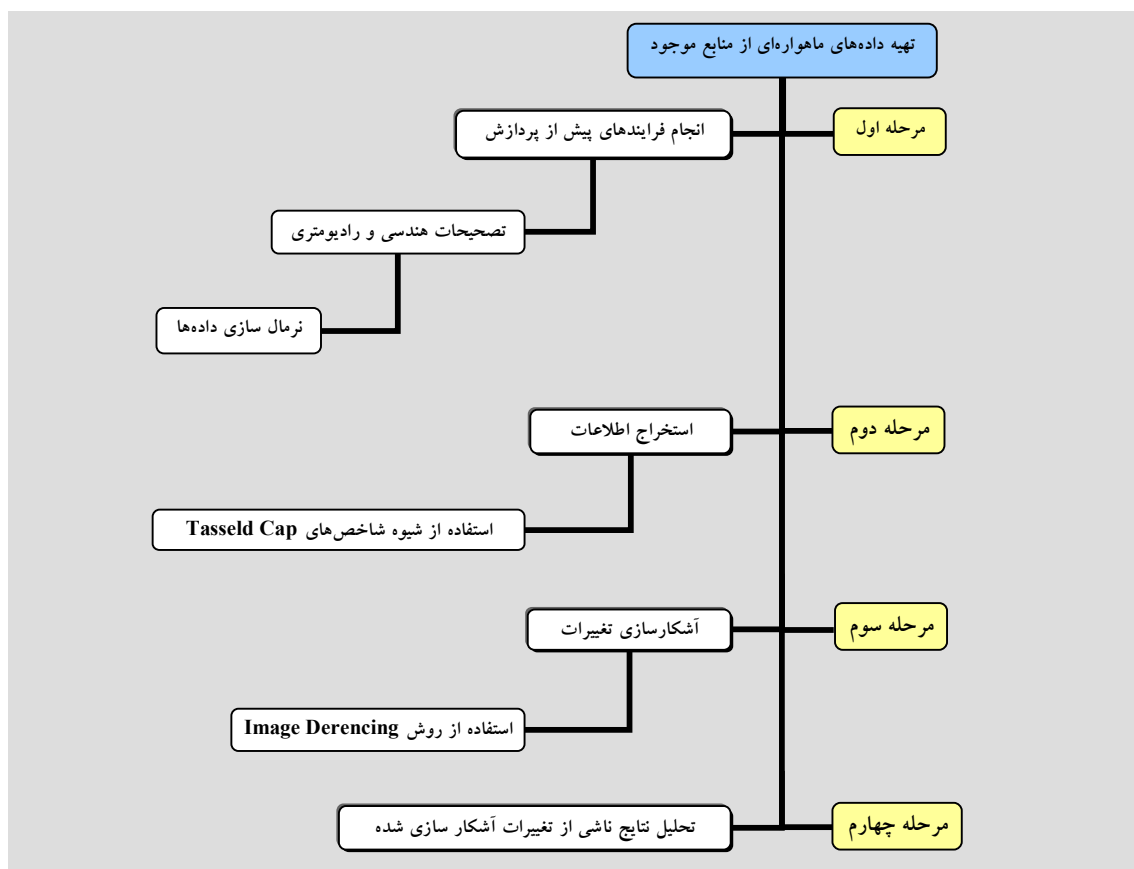 تهیه داده‌های ماهواره‌ای از منابع موجود
مرحله اول
انجام فرایندهای پیش از پردازش
تصحیحات هندسی و رادیومتری
نرمال سازی داده‌ها
مرحله دوم
استخراج اطلاعات
استفاده از شیوه شاخص‌های Tasseld Cap
مرحله سوم
آشکارسازی تغییرات
استفاده از روش Image Derencing
مرحله چهارم
تحلیل نتایج ناشی از تغییرات آشکار سازی شده